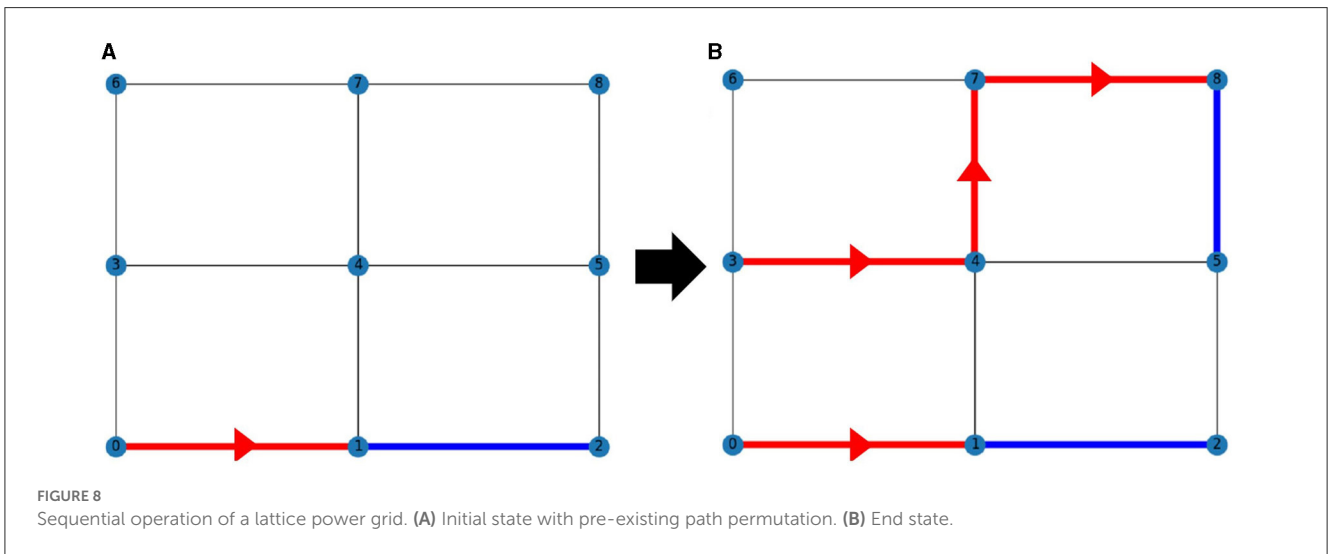 A B
6 7 8 6 7 8
3 4 5 3 4 5
0 1 2 0 1 2
FIGURE 8
Sequential operation of a lattice power grid. (A) Initial state with pre-existing path permutation. (B) End state.